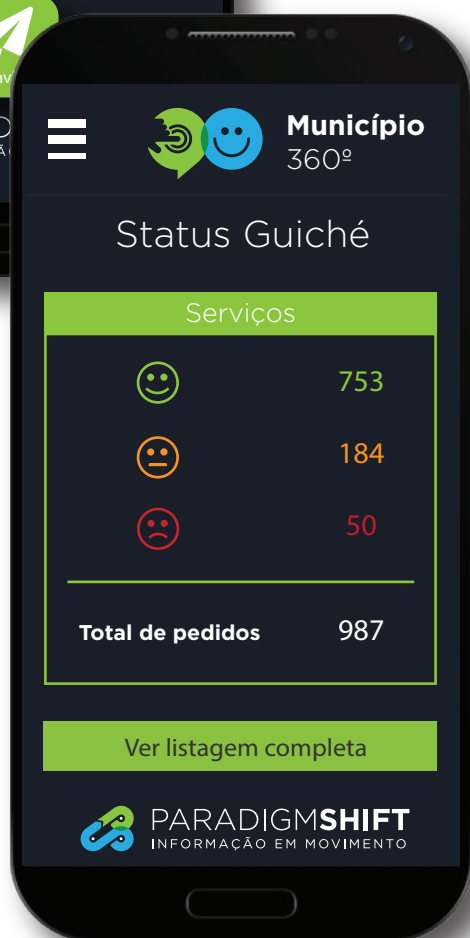 Município
360º
Status Guiché
Serviços
753
184
50
Total de pedidos 987
Ver listagem completa
PARADIGMSHIFT
INFORMAÇÃO EM MOVIMENTO